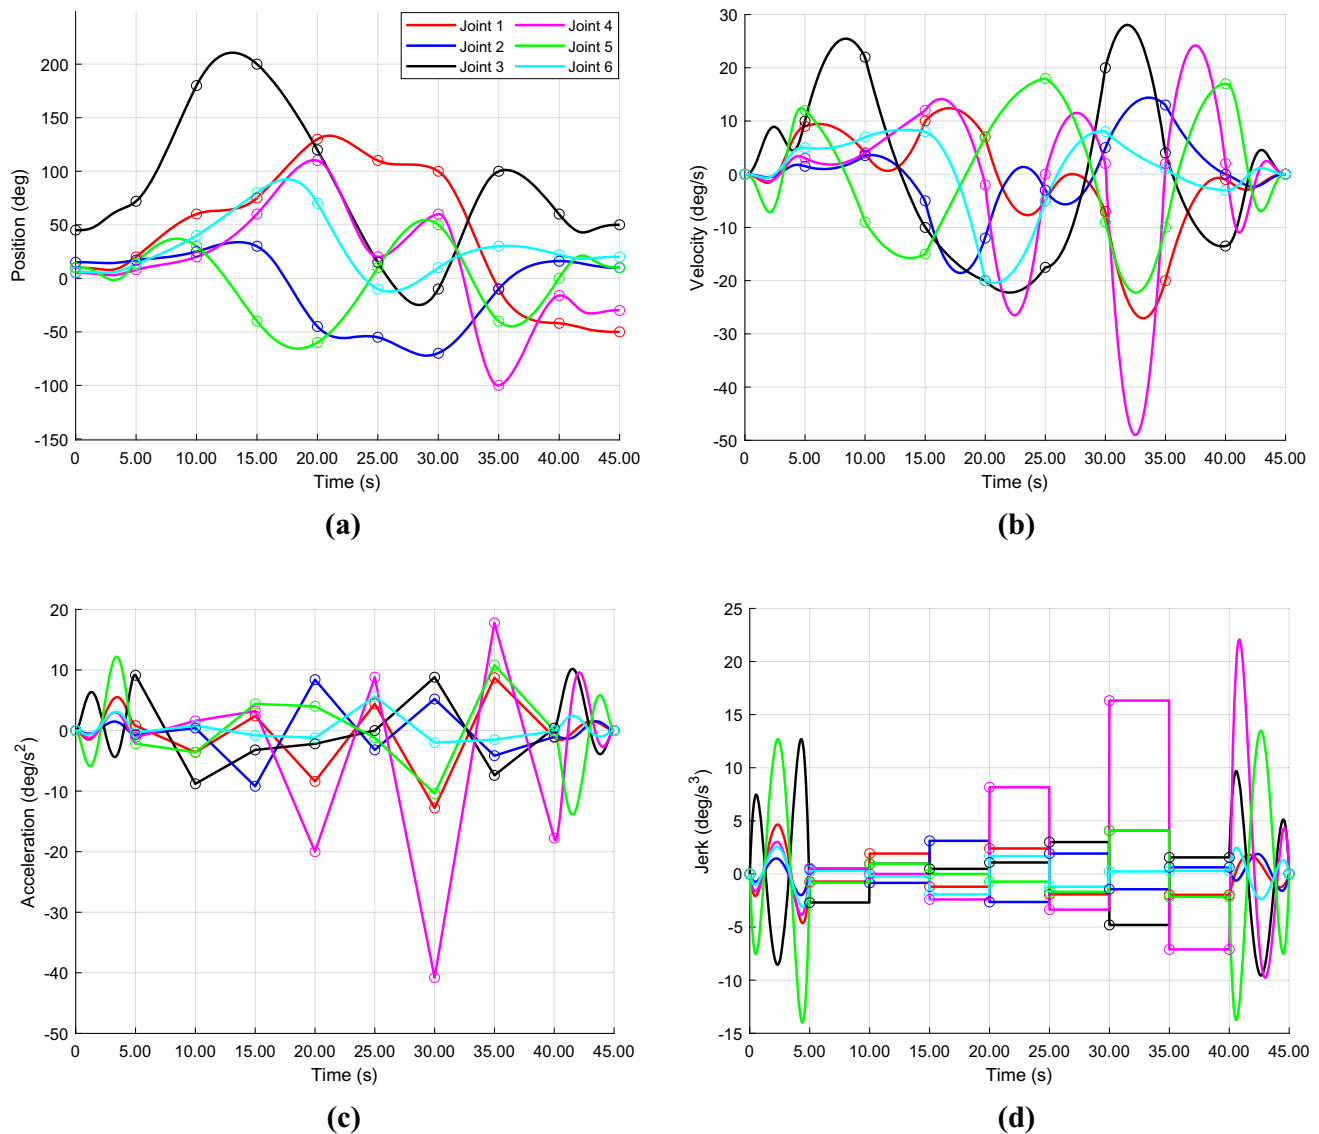 200
150
100
50
0
-50
-100
-150
Position (deg)
Joint 1 Joint 4
Joint 2 Joint 5
Joint 3 Joint 6
0 5.00 10.00 15.00 20.00 25.00 30.00 35.00 40.00 45.00
Time (s)
(a)
30
20
10
0
-10
-20
-30
-40
-50
Velocity (deg/s)
0 5.00 10.00 15.00 20.00 25.00 30.00 35.00 40.00 45.00
Time (s)
(b)
20
10
0
-10
-20
-30
-40
-50
Acceleration (deg/s²)
0 5.00 10.00 15.00 20.00 25.00 30.00 35.00 40.00 45.00
Time (s)
(c)
25
20
15
10
5
0
-5
-10
-15
Jerk (deg/s³)
0 5.00 10.00 15.00 20.00 25.00 30.00 35.00 40.00 45.00
Time (s)
(d)